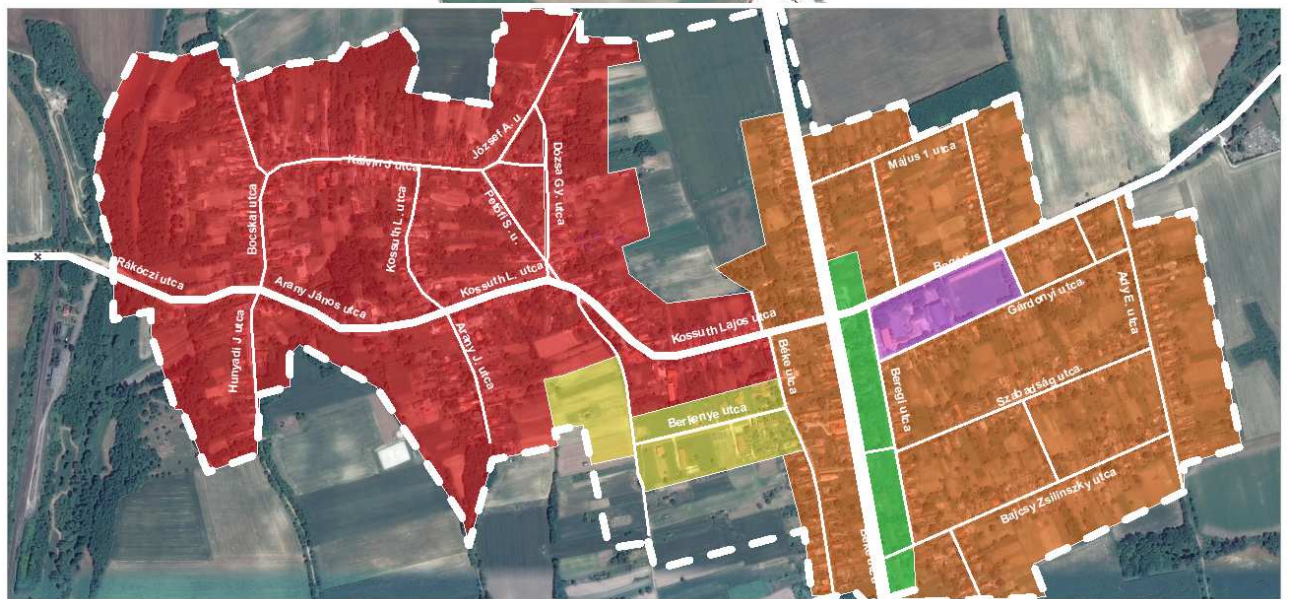 József A. u.
Május 1. utca
Kálvin J utca
Dózsa Gy. utca
Petőfi S. u.
Bocskai utca
Kossuth L. utca
Rákóczi utca
Arany János utca
Kossuth L. utca
Kossuth Lajos utca
Gárdonyi utca
Ady E. utca
Hunyadi J utca
Arany J. utca
Béke utca
Beregi utca
Szabadság utca
Berkenye utca
Bajcsy Zsilinszky utca